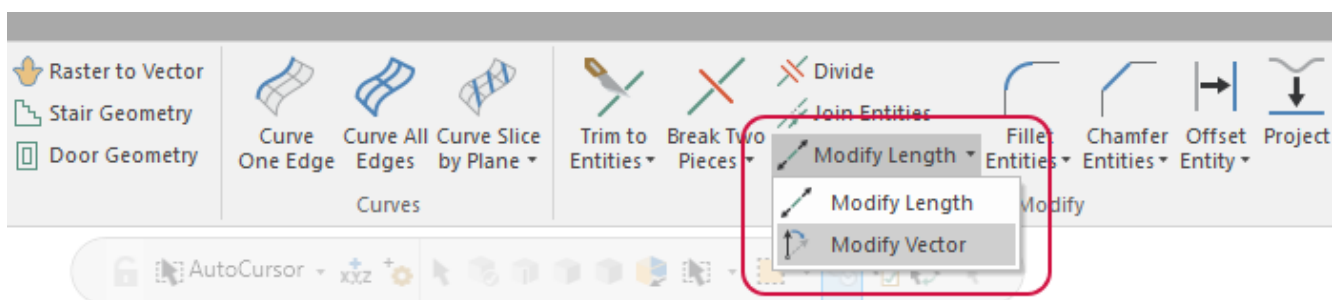 Raster to Vector
Stair Geometry
Door Geometry
Curve
One Edge
Curve All
Edges
Curve Slice
by Plane
Curves
Trim to
Entities
Break Two
Pieces
Divide
Join Entities
Modify Length
Modify Length
Modify Vector
Fillet
Entities
Chamfer
Entities
Offset
Entity
Project
Modify
AutoCursor
xyz